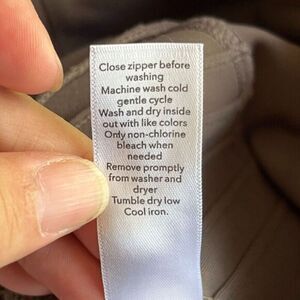 Close zipper before
washing
Machine wash cold
gentle cycle
Wash and dry inside
out with like colors
Only non-chlorine
bleach when
needed
Remove promptly
from washer and
dryer
Tumble dry low
Cool iron.